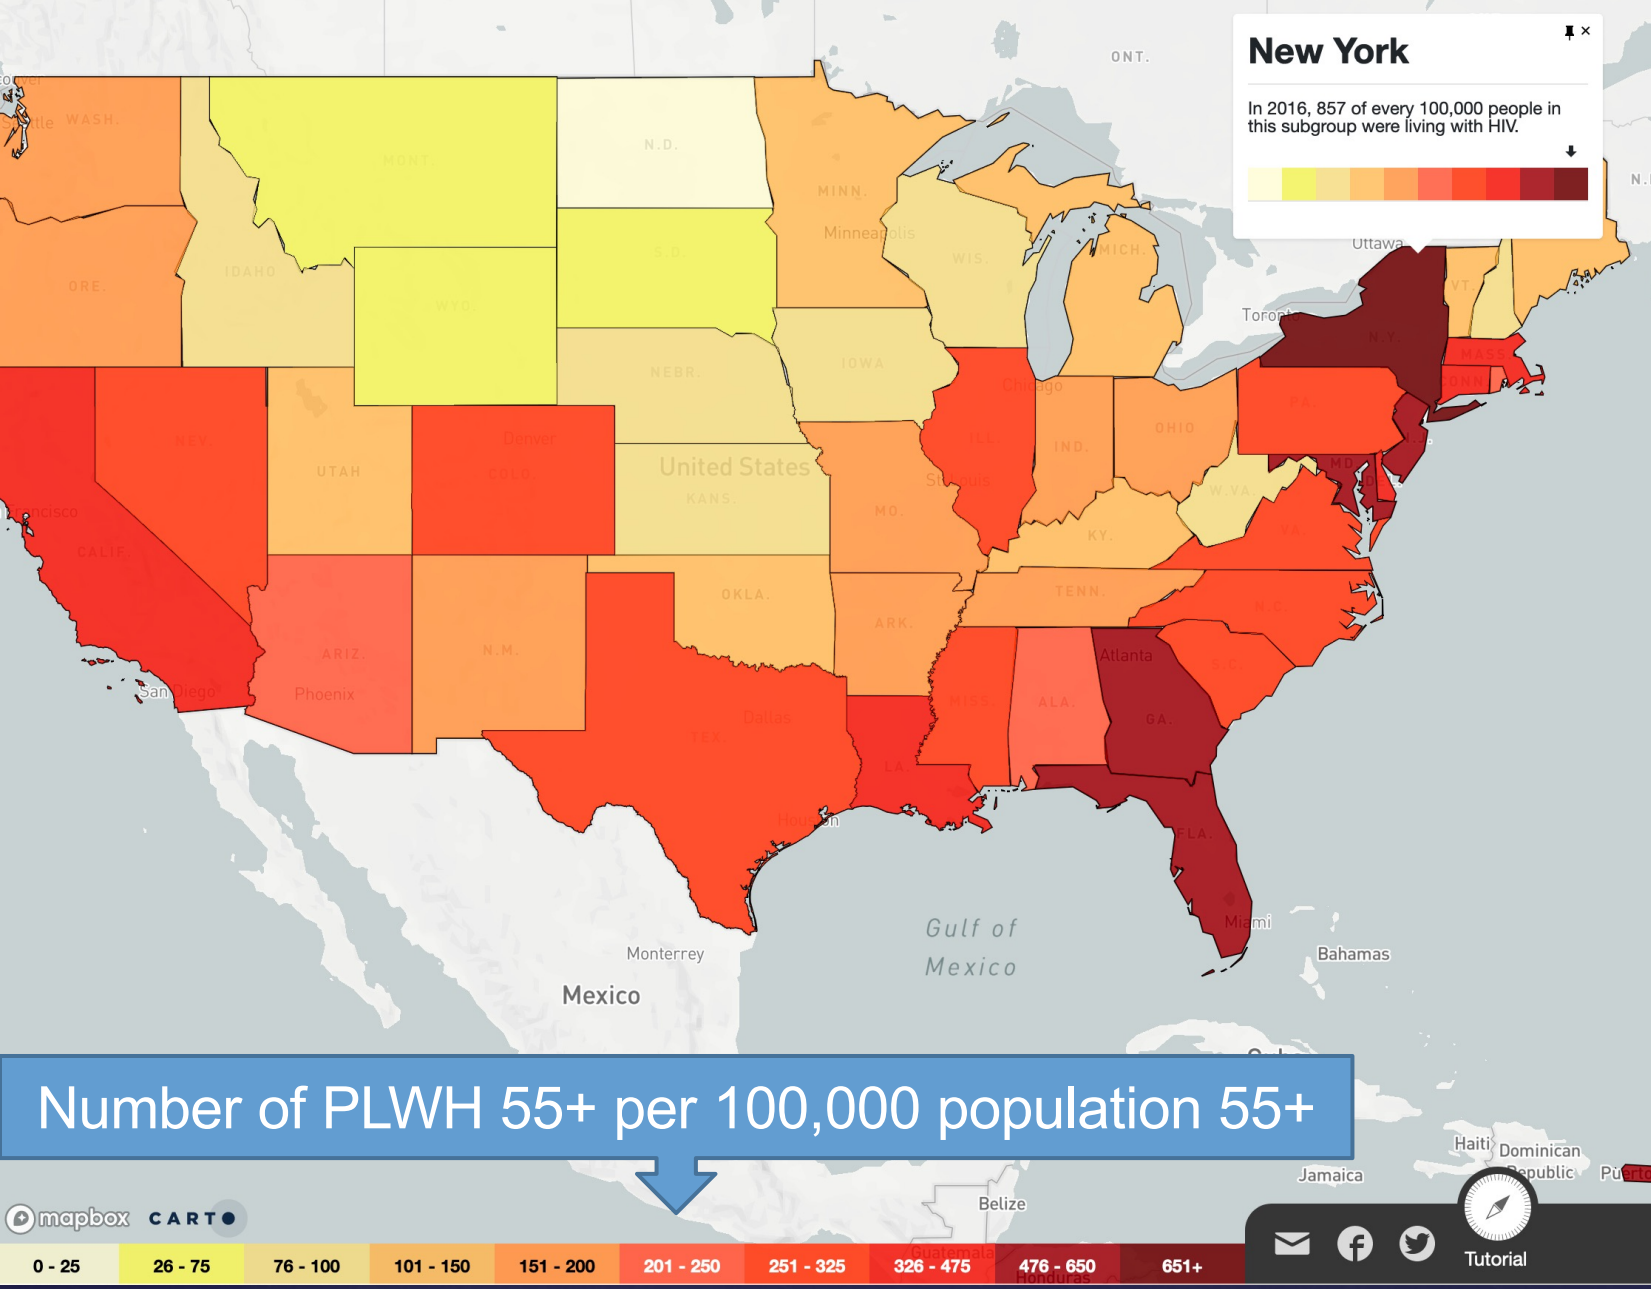 New York
In 2016, 857 of every 100,000 people in
this subgroup were living with HIV.
ONT.
Ottawa
Toronto
WASH.
MONT.
N.D.
MINN.
Minneapolis
S.D.
WIS.
MICH.
VT.
IDAHO
ORE.
WYO.
N.Y.
MASS.
CONN.
IOWA
NEBR.
Chicago
PA.
N.J.
NEV.
UTAH
Denver
COLO.
United States
KANS.
ILL.
IND.
OHIO
St Louis
MO.
W.VA.
MD.
DEL.
VA.
KY.
CALIF.
OKLA.
ARK.
TENN.
N.C.
ARIZ.
Phoenix
N.M.
San Diego
Dallas
TEX.
MISS.
ALA.
Atlanta
GA.
S.C.
LA.
Houston
FLA.
Miami
Gulf of
Mexico
Bahamas
Monterrey
Mexico
Number of PLWH 55+ per 100,000 population 55+
Haiti
Dominican
Republic
Jamaica
Belize
Guatemala
Honduras
mapbox CARTO
0 - 25 26 - 75 76 - 100 101 - 150 151 - 200 201 - 250 251 - 325 326 - 475 476 - 650 651+
Tutorial